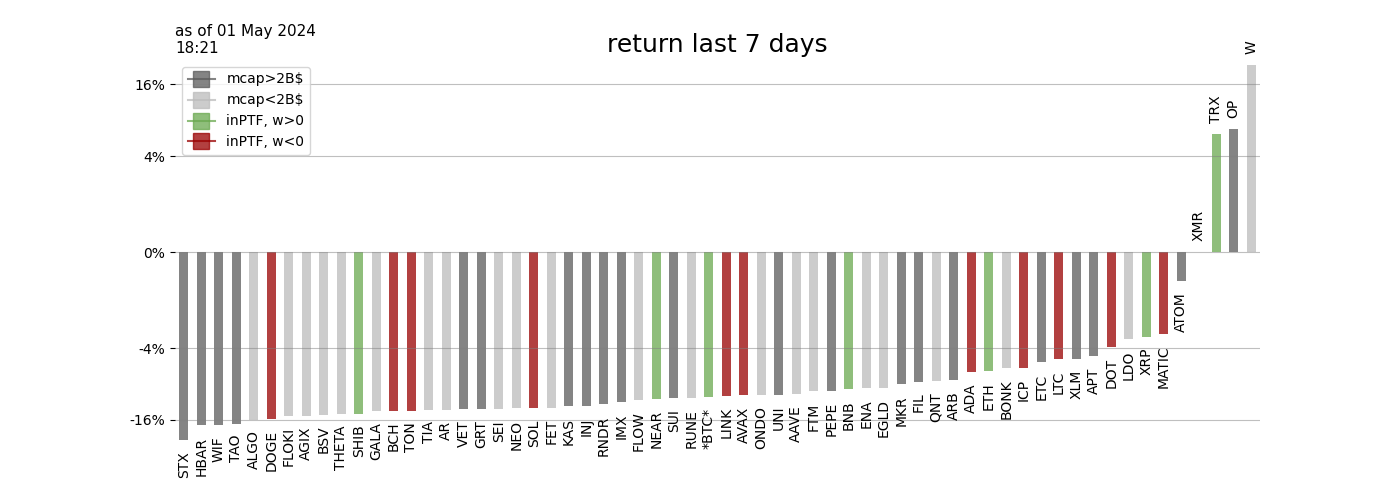 as of 01 May 2024
18:21
return last 7 days
mcap>2B$
mcap<2B$
inPTF, w>0
inPTF, w<0
16%
4%
0%
-4%
-16%
STX
HBAR
WIF
TAO
ALGO
DOGE
FLOKI
AGIX
BSV
THETA
SHIB
GALA
BCH
TON
TIA
AR
VET
GRT
SEI
NEO
SOL
FET
KAS
INJ
RNDR
IMX
FLOW
NEAR
SUI
RUNE
*BTC*
LINK
AVAX
ONDO
UNI
AAVE
FTM
PEPE
BNB
ENA
EGLD
MKR
FIL
QNT
ARB
ADA
ETH
BONK
ICP
ETC
LTC
XLM
APT
DOT
LDO
XRP
MATIC
ATOM
XMR
TRX
OP
W